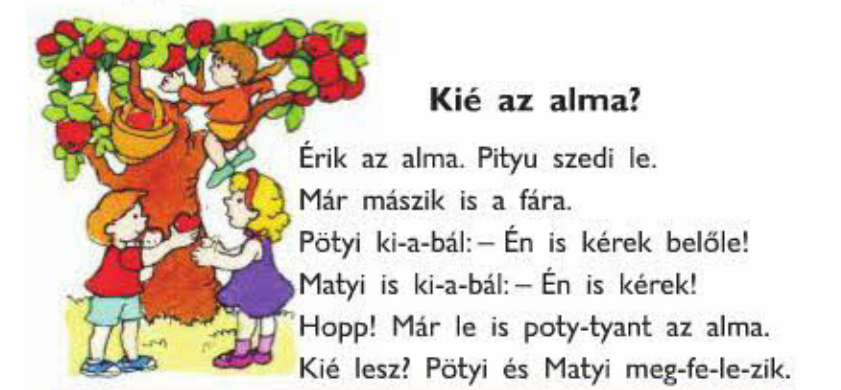 Kié az alma?
Érik az alma. Pityu szedi le.
Már mászik is a fára.
Pötyi ki-a-bál: – Én is kérek belőle!
Matyi is ki-a-bál: – Én is kérek!
Hopp! Már le is poty-tyant az alma.
Kié lesz? Pötyi és Matyi meg-fe-le-zik.